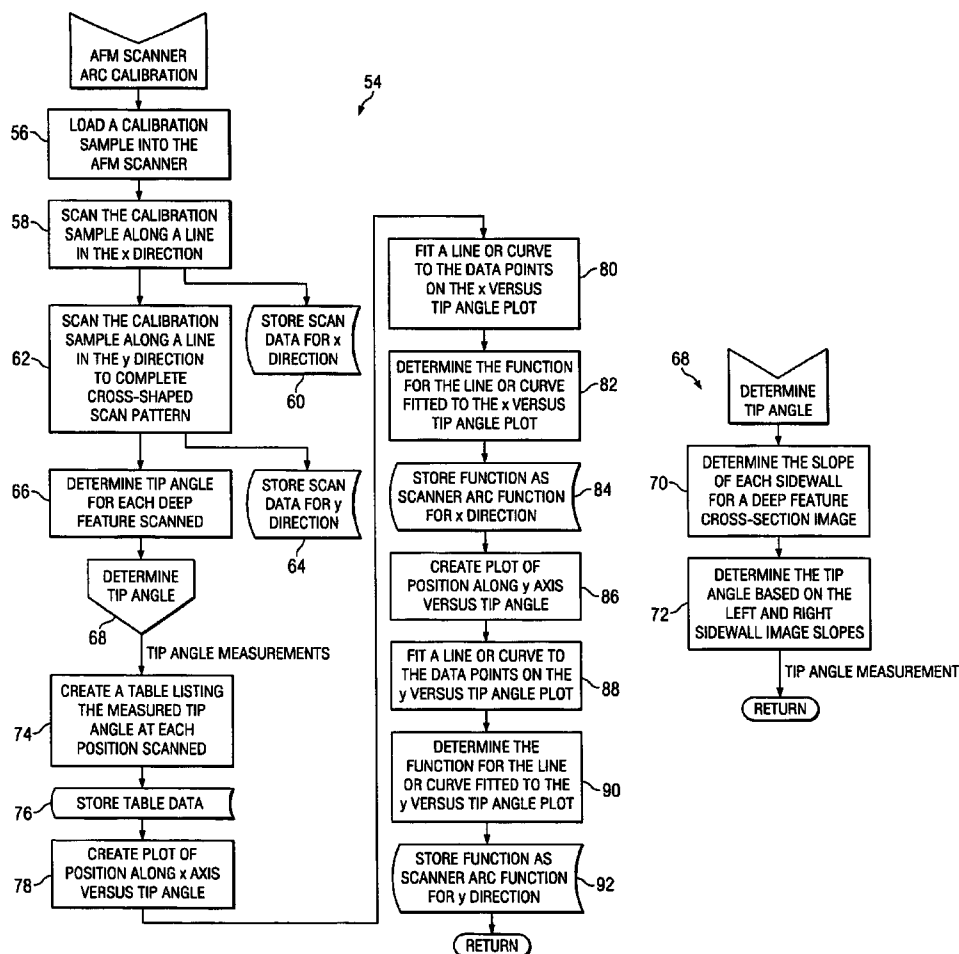 AFM SCANNER
ARC CALIBRATION
54
56
LOAD A CALIBRATION
SAMPLE INTO THE
AFM SCANNER
58
SCAN THE CALIBRATION
SAMPLE ALONG A LINE
IN THE x DIRECTION
STORE SCAN
DATA FOR x
DIRECTION
60
62
SCAN THE CALIBRATION
SAMPLE ALONG A LINE
IN THE y DIRECTION
TO COMPLETE
CROSS-SHAPED
SCAN PATTERN
STORE SCAN
DATA FOR y
DIRECTION
64
66
DETERMINE TIP ANGLE
FOR EACH DEEP
FEATURE SCANNED
DETERMINE
TIP ANGLE
68
TIP ANGLE MEASUREMENTS
74
CREATE A TABLE LISTING
THE MEASURED TIP
ANGLE AT EACH
POSITION SCANNED
76
STORE TABLE DATA
78
CREATE PLOT OF
POSITION ALONG x AXIS
VERSUS TIP ANGLE
FIT A LINE OR CURVE
TO THE DATA POINTS
ON THE x VERSUS
TIP ANGLE PLOT
80
DETERMINE THE FUNCTION
FOR THE LINE OR CURVE
FITTED TO THE x VERSUS
TIP ANGLE PLOT
82
STORE FUNCTION AS
SCANNER ARC FUNCTION
FOR x DIRECTION
84
CREATE PLOT OF
POSITION ALONG y AXIS
VERSUS TIP ANGLE
86
FIT A LINE OR CURVE TO
THE DATA POINTS ON THE
y VERSUS TIP ANGLE PLOT
88
DETERMINE THE
FUNCTION FOR THE LINE
OR CURVE FITTED TO THE
y VERSUS TIP ANGLE PLOT
90
STORE FUNCTION AS
SCANNER ARC FUNCTION
FOR y DIRECTION
92
RETURN
68
DETERMINE
TIP ANGLE
70
DETERMINE THE SLOPE
OF EACH SIDEWALL
FOR A DEEP FEATURE
CROSS-SECTION IMAGE
72
DETERMINE THE TIP
ANGLE BASED ON THE
LEFT AND RIGHT
SIDEWALL IMAGE SLOPES
TIP ANGLE MEASUREMENT
RETURN